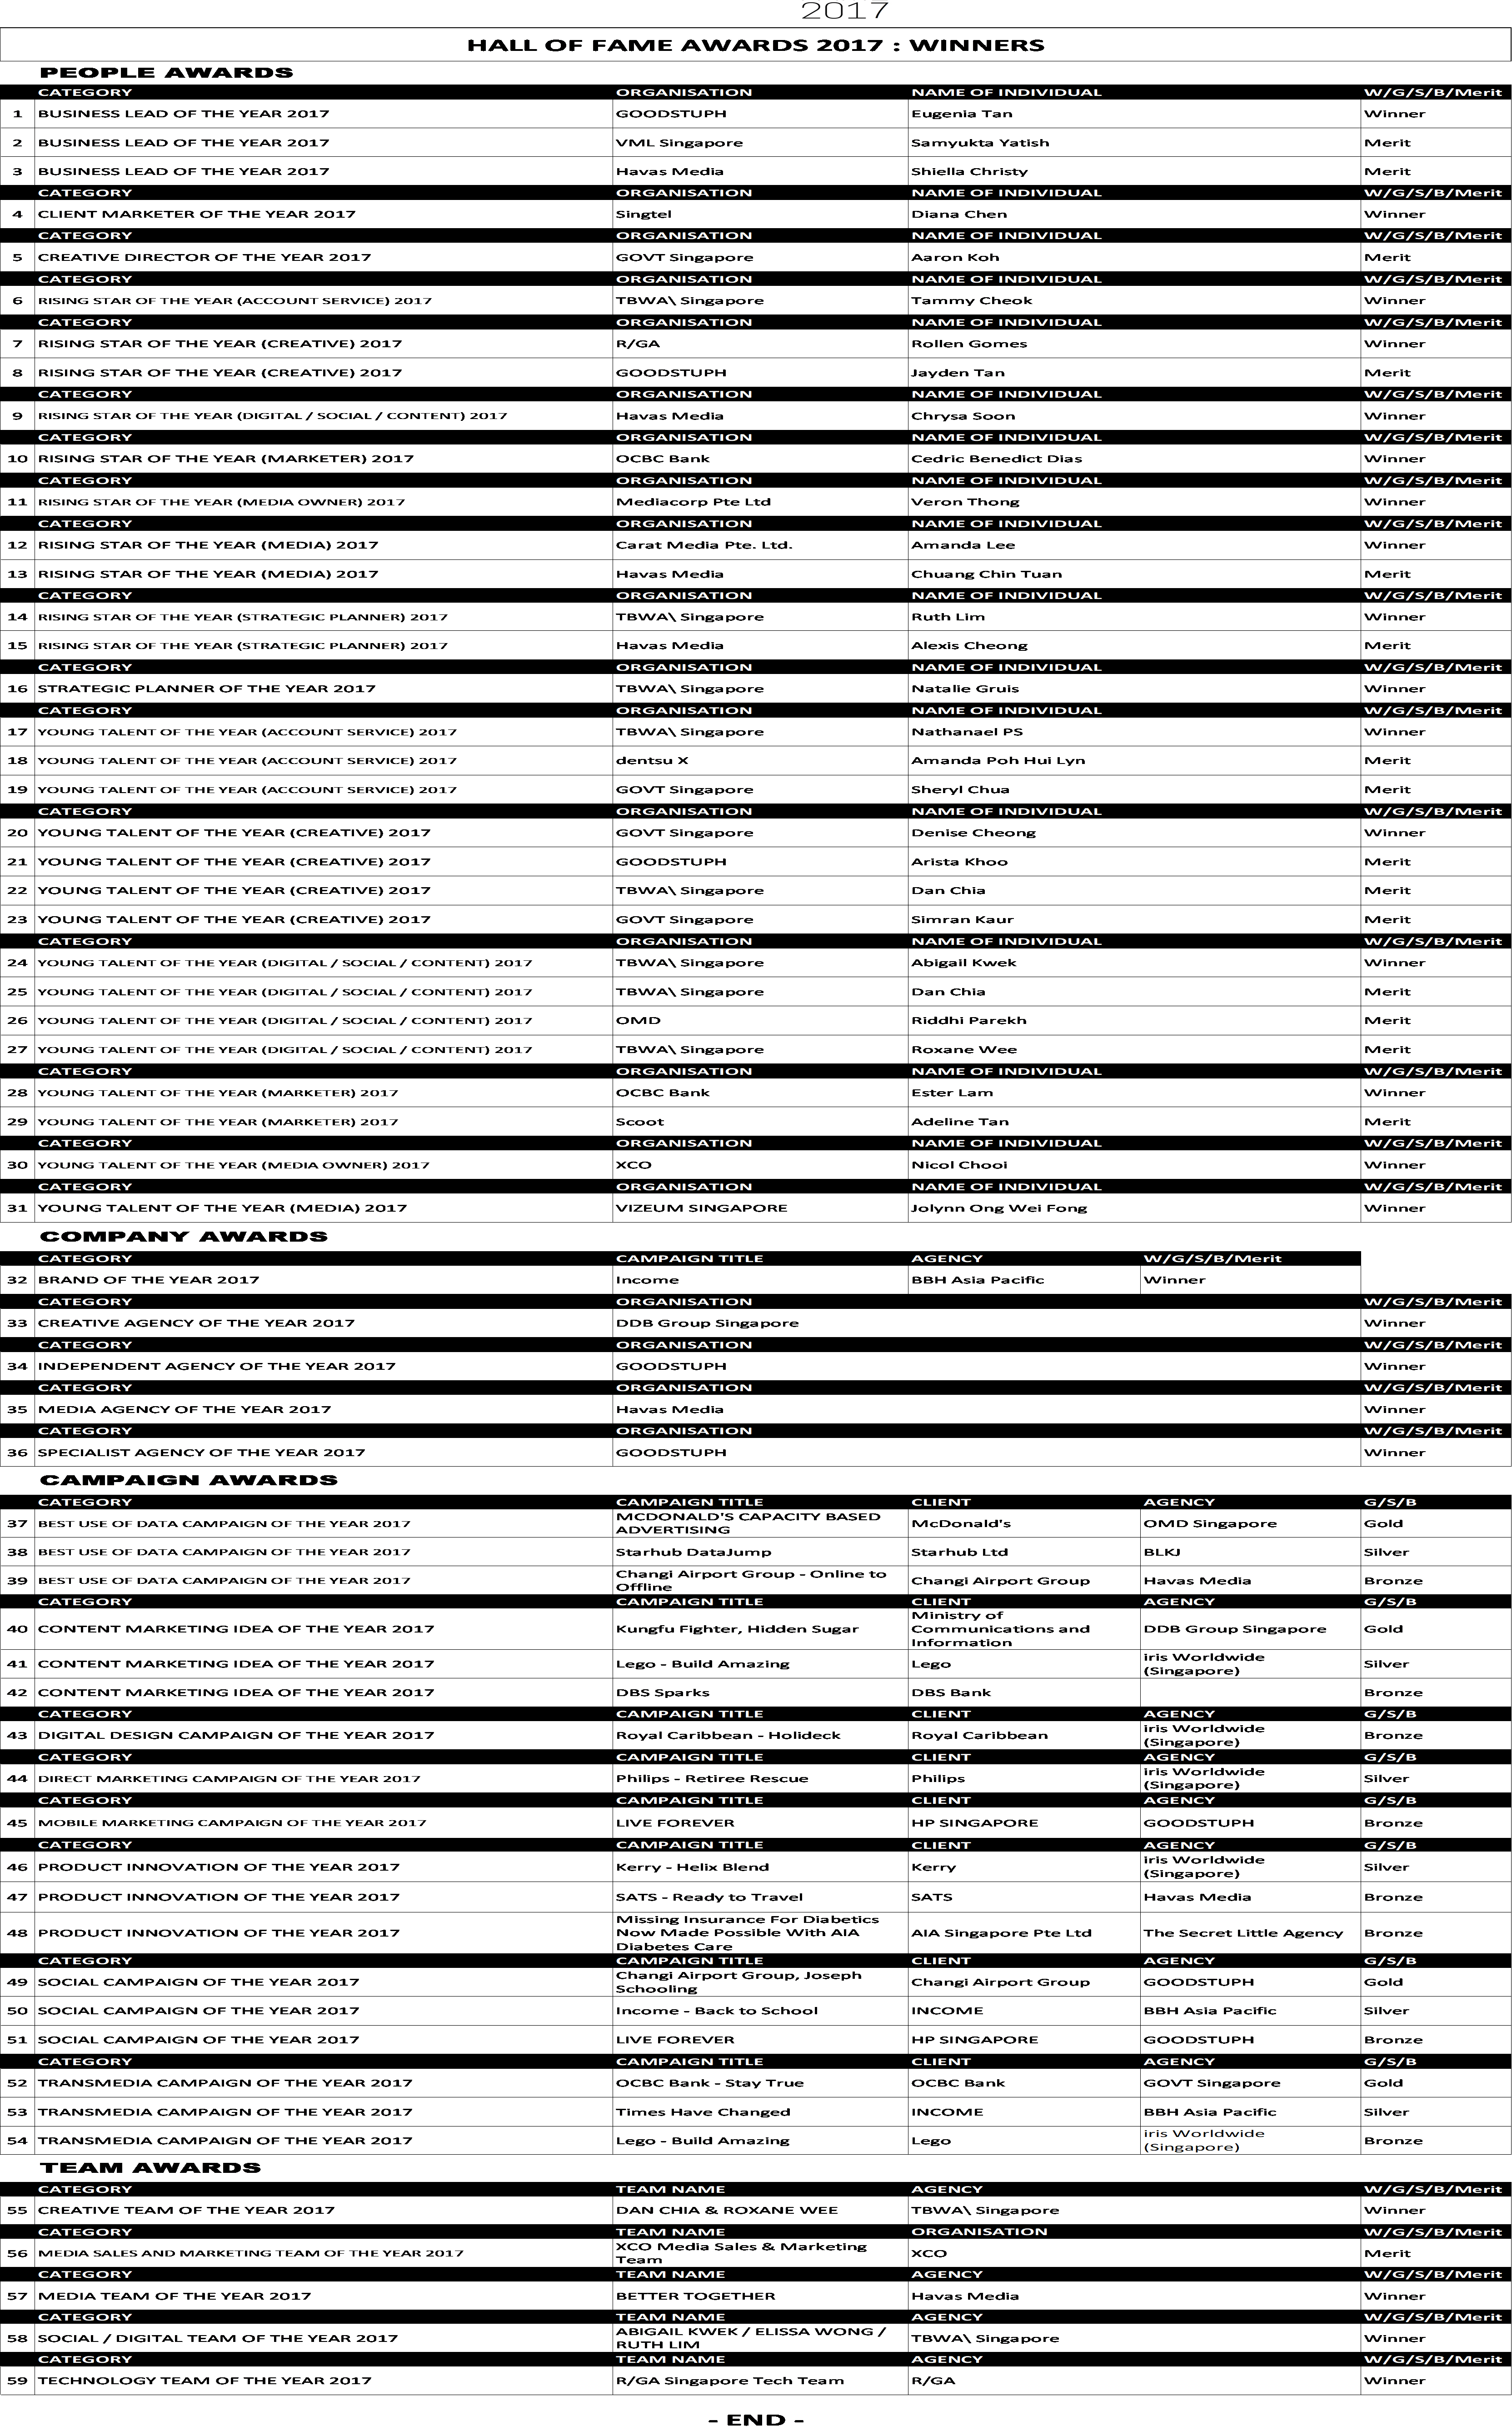 2017
HALL OF FAME AWARDS 2017 : WINNERS
PEOPLE AWARDS
CATEGORY ORGANISATION NAME OF INDIVIDUAL W/G/S/B/Merit
1 BUSINESS LEAD OF THE YEAR 2017 GOODSTUPH Eugenia Tan Winner
2 BUSINESS LEAD OF THE YEAR 2017 VML Singapore Samyukta Yatish Merit
3 BUSINESS LEAD OF THE YEAR 2017 Havas Media Shiella Christy Merit
CATEGORY ORGANISATION NAME OF INDIVIDUAL W/G/S/B/Merit
4 CLIENT MARKETER OF THE YEAR 2017 Singtel Diana Chen Winner
CATEGORY ORGANISATION NAME OF INDIVIDUAL W/G/S/B/Merit
5 CREATIVE DIRECTOR OF THE YEAR 2017 GOVT Singapore Aaron Koh Merit
CATEGORY ORGANISATION NAME OF INDIVIDUAL W/G/S/B/Merit
6 RISING STAR OF THE YEAR (ACCOUNT SERVICE) 2017 TBWA\ Singapore Tammy Cheok Winner
CATEGORY ORGANISATION NAME OF INDIVIDUAL W/G/S/B/Merit
7 RISING STAR OF THE YEAR (CREATIVE) 2017 R/GA Rollen Gomes Winner
8 RISING STAR OF THE YEAR (CREATIVE) 2017 GOODSTUPH Jayden Tan Merit
CATEGORY ORGANISATION NAME OF INDIVIDUAL W/G/S/B/Merit
9 RISING STAR OF THE YEAR (DIGITAL / SOCIAL / CONTENT) 2017 Havas Media Chrysa Soon Winner
CATEGORY ORGANISATION NAME OF INDIVIDUAL W/G/S/B/Merit
10 RISING STAR OF THE YEAR (MARKETER) 2017 OCBC Bank Cedric Benedict Dias Winner
CATEGORY ORGANISATION NAME OF INDIVIDUAL W/G/S/B/Merit
11 RISING STAR OF THE YEAR (MEDIA OWNER) 2017 Mediacorp Pte Ltd Veron Thong Winner
CATEGORY ORGANISATION NAME OF INDIVIDUAL W/G/S/B/Merit
12 RISING STAR OF THE YEAR (MEDIA) 2017 Carat Media Pte. Ltd. Amanda Lee Winner
13 RISING STAR OF THE YEAR (MEDIA) 2017 Havas Media Chuang Chin Tuan Merit
CATEGORY ORGANISATION NAME OF INDIVIDUAL W/G/S/B/Merit
14 RISING STAR OF THE YEAR (STRATEGIC PLANNER) 2017 TBWA\ Singapore Ruth Lim Winner
15 RISING STAR OF THE YEAR (STRATEGIC PLANNER) 2017 Havas Media Alexis Cheong Merit
CATEGORY ORGANISATION NAME OF INDIVIDUAL W/G/S/B/Merit
16 STRATEGIC PLANNER OF THE YEAR 2017 TBWA\ Singapore Natalie Gruis Winner
CATEGORY ORGANISATION NAME OF INDIVIDUAL W/G/S/B/Merit
17 YOUNG TALENT OF THE YEAR (ACCOUNT SERVICE) 2017 TBWA\ Singapore Nathanael PS Winner
18 YOUNG TALENT OF THE YEAR (ACCOUNT SERVICE) 2017 dentsu X Amanda Poh Hui Lyn Merit
19 YOUNG TALENT OF THE YEAR (ACCOUNT SERVICE) 2017 GOVT Singapore Sheryl Chua Merit
CATEGORY ORGANISATION NAME OF INDIVIDUAL W/G/S/B/Merit
20 YOUNG TALENT OF THE YEAR (CREATIVE) 2017 GOVT Singapore Denise Cheong Winner
21 YOUNG TALENT OF THE YEAR (CREATIVE) 2017 GOODSTUPH Arista Khoo Merit
22 YOUNG TALENT OF THE YEAR (CREATIVE) 2017 TBWA\ Singapore Dan Chia Merit
23 YOUNG TALENT OF THE YEAR (CREATIVE) 2017 GOVT Singapore Simran Kaur Merit
CATEGORY ORGANISATION NAME OF INDIVIDUAL W/G/S/B/Merit
24 YOUNG TALENT OF THE YEAR (DIGITAL / SOCIAL / CONTENT) 2017 TBWA\ Singapore Abigail Kwek Winner
25 YOUNG TALENT OF THE YEAR (DIGITAL / SOCIAL / CONTENT) 2017 TBWA\ Singapore Dan Chia Merit
26 YOUNG TALENT OF THE YEAR (DIGITAL / SOCIAL / CONTENT) 2017 OMD Riddhi Parekh Merit
27 YOUNG TALENT OF THE YEAR (DIGITAL / SOCIAL / CONTENT) 2017 TBWA\ Singapore Roxane Wee Merit
CATEGORY ORGANISATION NAME OF INDIVIDUAL W/G/S/B/Merit
28 YOUNG TALENT OF THE YEAR (MARKETER) 2017 OCBC Bank Ester Lam Winner
29 YOUNG TALENT OF THE YEAR (MARKETER) 2017 Scoot Adeline Tan Merit
CATEGORY ORGANISATION NAME OF INDIVIDUAL W/G/S/B/Merit
30 YOUNG TALENT OF THE YEAR (MEDIA OWNER) 2017 XCO Nicol Chooi Winner
CATEGORY ORGANISATION NAME OF INDIVIDUAL W/G/S/B/Merit
31 YOUNG TALENT OF THE YEAR (MEDIA) 2017 VIZEUM SINGAPORE Jolynn Ong Wei Fong Winner
COMPANY AWARDS
CATEGORY CAMPAIGN TITLE AGENCY W/G/S/B/Merit
32 BRAND OF THE YEAR 2017 Income BBH Asia Pacific Winner
CATEGORY ORGANISATION W/G/S/B/Merit
33 CREATIVE AGENCY OF THE YEAR 2017 DDB Group Singapore Winner
CATEGORY ORGANISATION W/G/S/B/Merit
34 INDEPENDENT AGENCY OF THE YEAR 2017 GOODSTUPH Winner
CATEGORY ORGANISATION W/G/S/B/Merit
35 MEDIA AGENCY OF THE YEAR 2017 Havas Media Winner
CATEGORY ORGANISATION W/G/S/B/Merit
36 SPECIALIST AGENCY OF THE YEAR 2017 GOODSTUPH Winner
CAMPAIGN AWARDS
CATEGORY CAMPAIGN TITLE CLIENT AGENCY G/S/B
37 BEST USE OF DATA CAMPAIGN OF THE YEAR 2017 MCDONALD'S CAPACITY BASED ADVERTISING McDonald's OMD Singapore Gold
38 BEST USE OF DATA CAMPAIGN OF THE YEAR 2017 Starhub DataJump Starhub Ltd BLKJ Silver
39 BEST USE OF DATA CAMPAIGN OF THE YEAR 2017 Changi Airport Group - Online to Offline Changi Airport Group Havas Media Bronze
CATEGORY CAMPAIGN TITLE CLIENT AGENCY G/S/B
40 CONTENT MARKETING IDEA OF THE YEAR 2017 Kungfu Fighter, Hidden Sugar Ministry of Communications and Information DDB Group Singapore Gold
41 CONTENT MARKETING IDEA OF THE YEAR 2017 Lego - Build Amazing Lego iris Worldwide (Singapore) Silver
42 CONTENT MARKETING IDEA OF THE YEAR 2017 DBS Sparks DBS Bank Bronze
CATEGORY CAMPAIGN TITLE CLIENT AGENCY G/S/B
43 DIGITAL DESIGN CAMPAIGN OF THE YEAR 2017 Royal Caribbean - Holideck Royal Caribbean iris Worldwide (Singapore) Bronze
CATEGORY CAMPAIGN TITLE CLIENT AGENCY G/S/B
44 DIRECT MARKETING CAMPAIGN OF THE YEAR 2017 Philips - Retiree Rescue Philips iris Worldwide (Singapore) Silver
CATEGORY CAMPAIGN TITLE CLIENT AGENCY G/S/B
45 MOBILE MARKETING CAMPAIGN OF THE YEAR 2017 LIVE FOREVER HP SINGAPORE GOODSTUPH Bronze
CATEGORY CAMPAIGN TITLE CLIENT AGENCY G/S/B
46 PRODUCT INNOVATION OF THE YEAR 2017 Kerry - Helix Blend Kerry iris Worldwide (Singapore) Silver
47 PRODUCT INNOVATION OF THE YEAR 2017 SATS - Ready to Travel SATS Havas Media Bronze
48 PRODUCT INNOVATION OF THE YEAR 2017 Missing Insurance For Diabetics Now Made Possible With AIA Diabetes Care AIA Singapore Pte Ltd The Secret Little Agency Bronze
CATEGORY CAMPAIGN TITLE CLIENT AGENCY G/S/B
49 SOCIAL CAMPAIGN OF THE YEAR 2017 Changi Airport Group, Joseph Schooling Changi Airport Group GOODSTUPH Gold
50 SOCIAL CAMPAIGN OF THE YEAR 2017 Income - Back to School INCOME BBH Asia Pacific Silver
51 SOCIAL CAMPAIGN OF THE YEAR 2017 LIVE FOREVER HP SINGAPORE GOODSTUPH Bronze
CATEGORY CAMPAIGN TITLE CLIENT AGENCY G/S/B
52 TRANSMEDIA CAMPAIGN OF THE YEAR 2017 OCBC Bank - Stay True OCBC Bank GOVT Singapore Gold
53 TRANSMEDIA CAMPAIGN OF THE YEAR 2017 Times Have Changed INCOME BBH Asia Pacific Silver
54 TRANSMEDIA CAMPAIGN OF THE YEAR 2017 Lego - Build Amazing Lego iris Worldwide (Singapore) Bronze
TEAM AWARDS
CATEGORY TEAM NAME AGENCY W/G/S/B/Merit
55 CREATIVE TEAM OF THE YEAR 2017 DAN CHIA & ROXANE WEE TBWA\ Singapore Winner
CATEGORY TEAM NAME ORGANISATION W/G/S/B/Merit
56 MEDIA SALES AND MARKETING TEAM OF THE YEAR 2017 XCO Media Sales & Marketing Team XCO Merit
CATEGORY TEAM NAME AGENCY W/G/S/B/Merit
57 MEDIA TEAM OF THE YEAR 2017 BETTER TOGETHER Havas Media Winner
CATEGORY TEAM NAME AGENCY W/G/S/B/Merit
58 SOCIAL / DIGITAL TEAM OF THE YEAR 2017 ABIGAIL KWEK / ELISSA WONG / RUTH LIM TBWA\ Singapore Winner
CATEGORY TEAM NAME AGENCY W/G/S/B/Merit
59 TECHNOLOGY TEAM OF THE YEAR 2017 R/GA Singapore Tech Team R/GA Winner
- END -